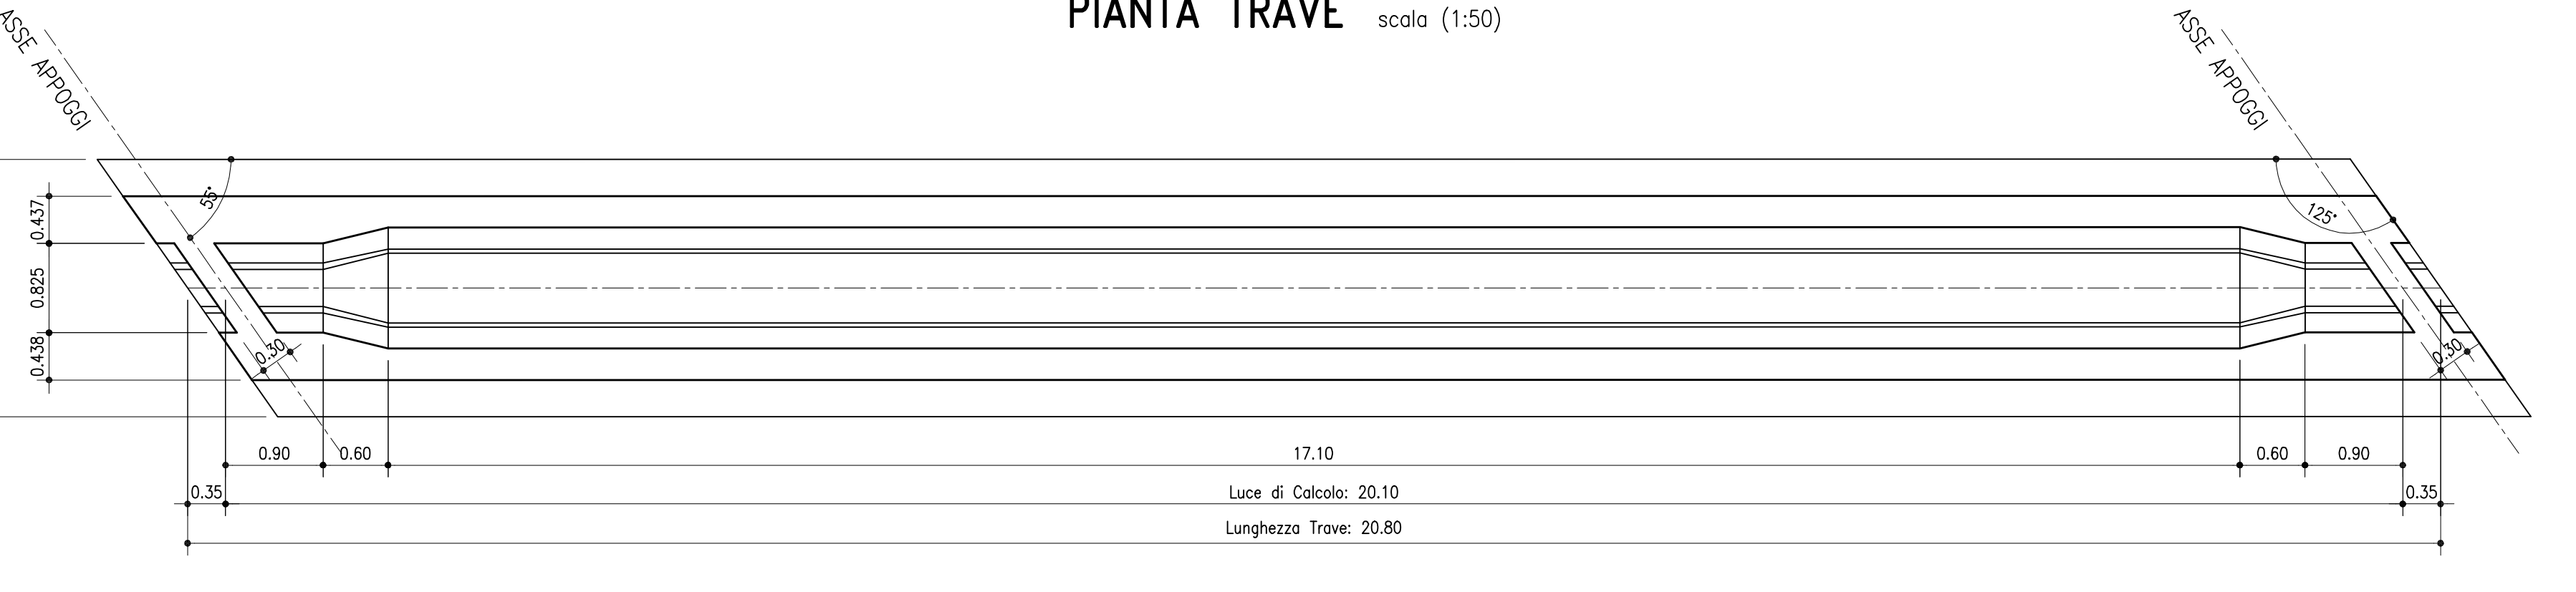 PIANTA TRAVE scala (1:50)
ASSE APPOGGI
ASSE APPOGGI
55°
125°
0.437
0.825
0.438
0.30
0.30
0.90
0.60
17.10
0.60
0.90
0.35
Luce di Calcolo: 20.10
0.35
Lunghezza Trave: 20.80